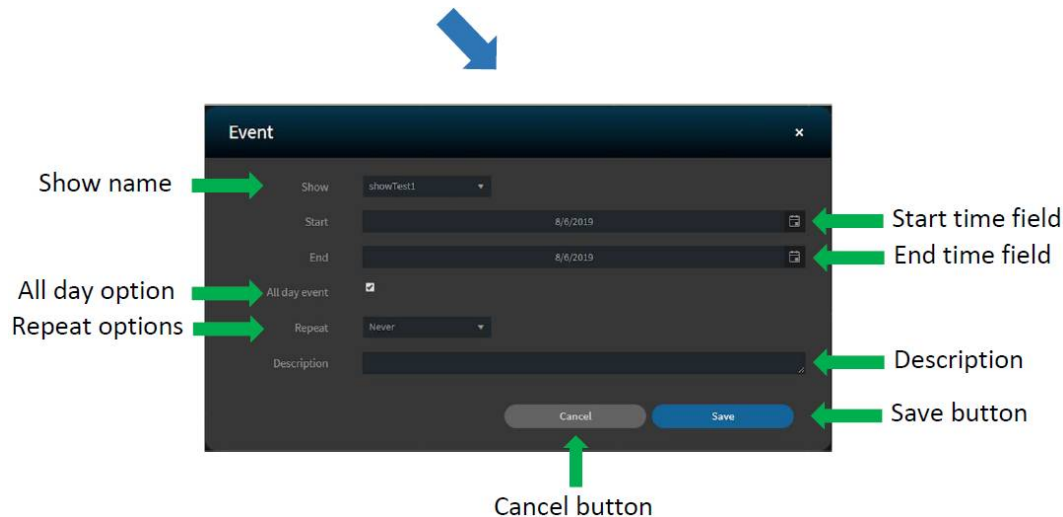 Event ×
Show name Show showTest1
Start 8/6/2019 Start time field
End 8/6/2019 End time field
All day option All day event
Repeat options Repeat Never
Description Description
Cancel Save Save button
Cancel button